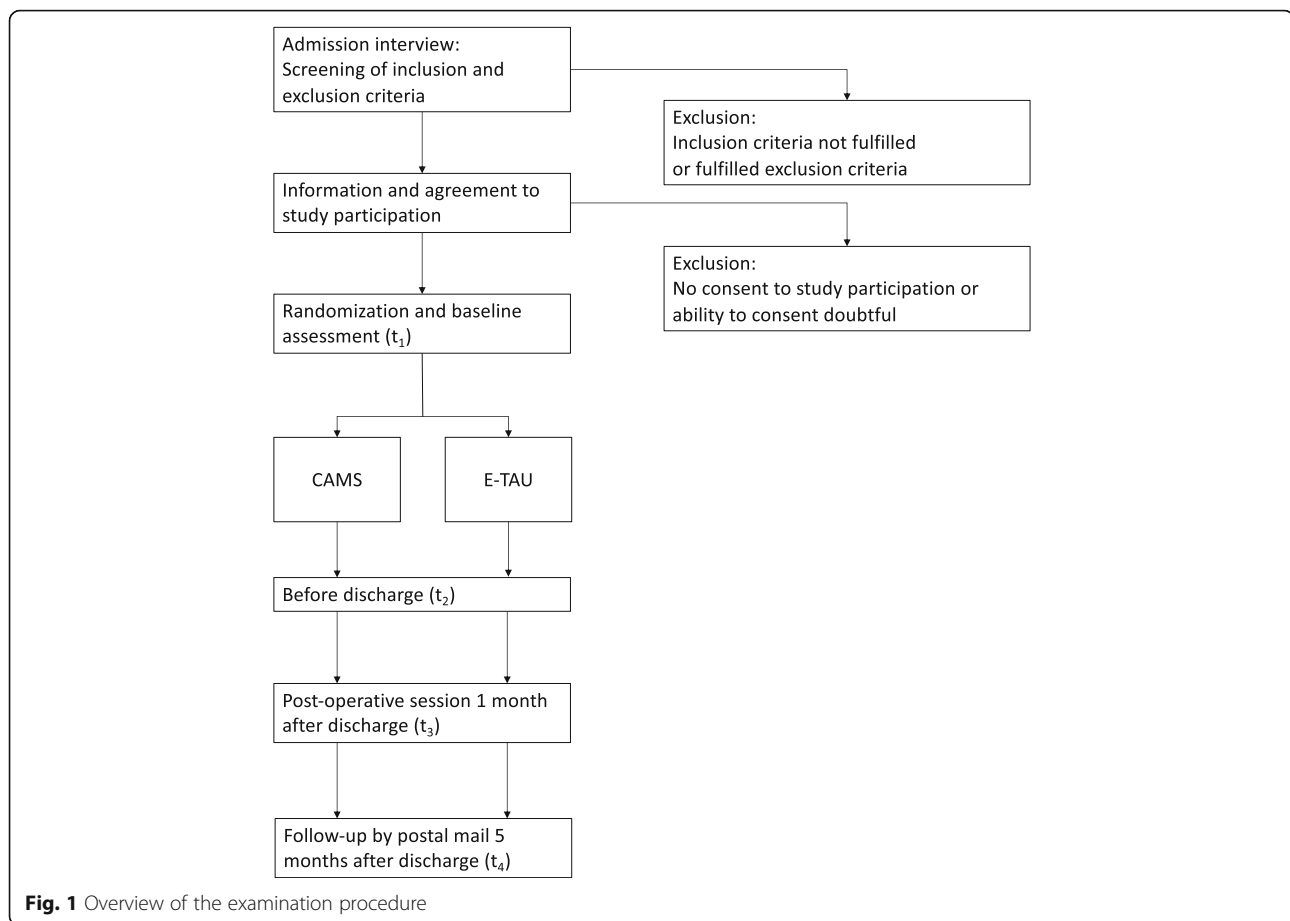 Admission interview:
Screening of inclusion and
exclusion criteria
Exclusion:
Inclusion criteria not fulfilled
or fulfilled exclusion criteria
Information and agreement to
study participation
Exclusion:
No consent to study participation or
ability to consent doubtful
Randomization and baseline
assessment (t₁)
CAMS
E-TAU
Before discharge (t₂)
Post-operative session 1 month
after discharge (t₃)
Follow-up by postal mail 5
months after discharge (t₄)
Fig. 1 Overview of the examination procedure